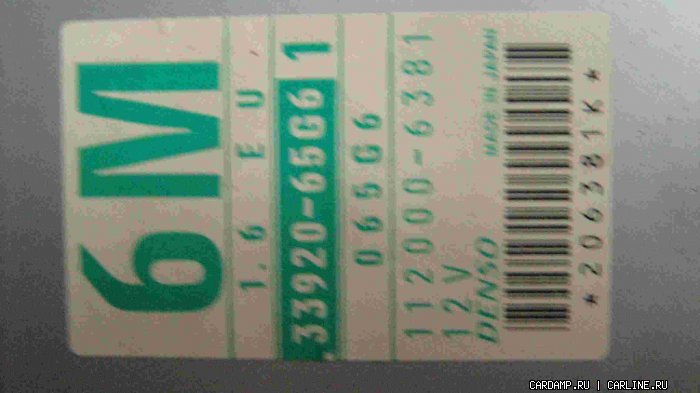 6M
1.6 EU
33920-65G6 1
065G6
112000-6381
12V
DENSO MADE IN JAPAN
*206381K*
CARDAMP.RU | CARLINE.RU